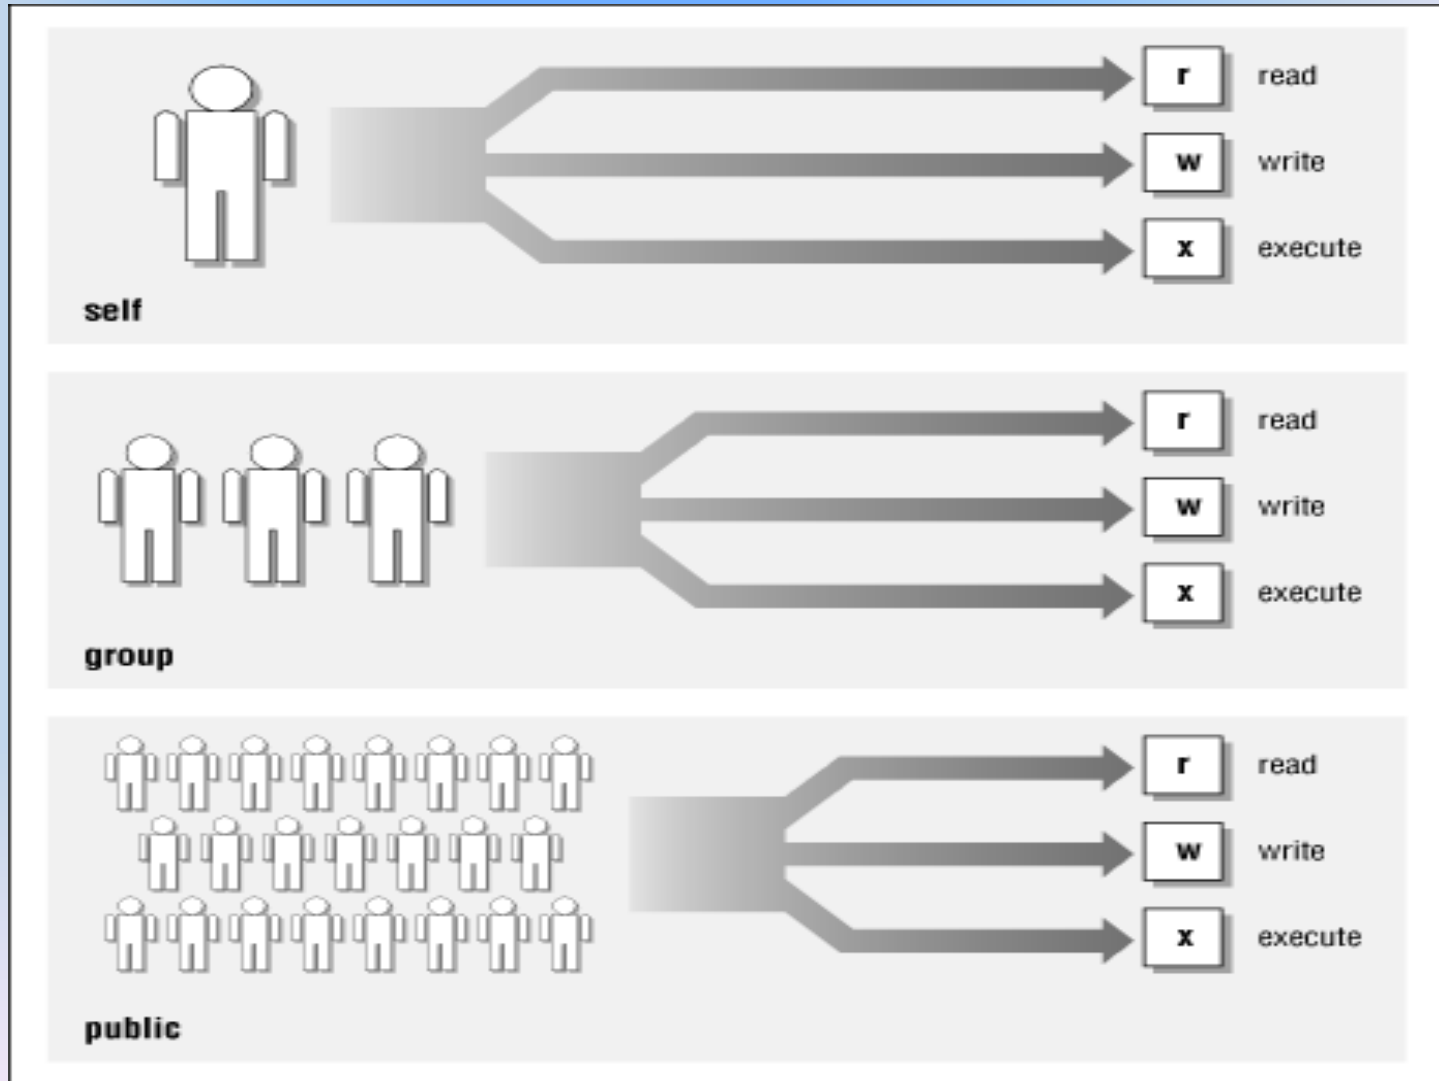 r read
w write
x execute
self
r read
w write
x execute
group
r read
w write
x execute
public